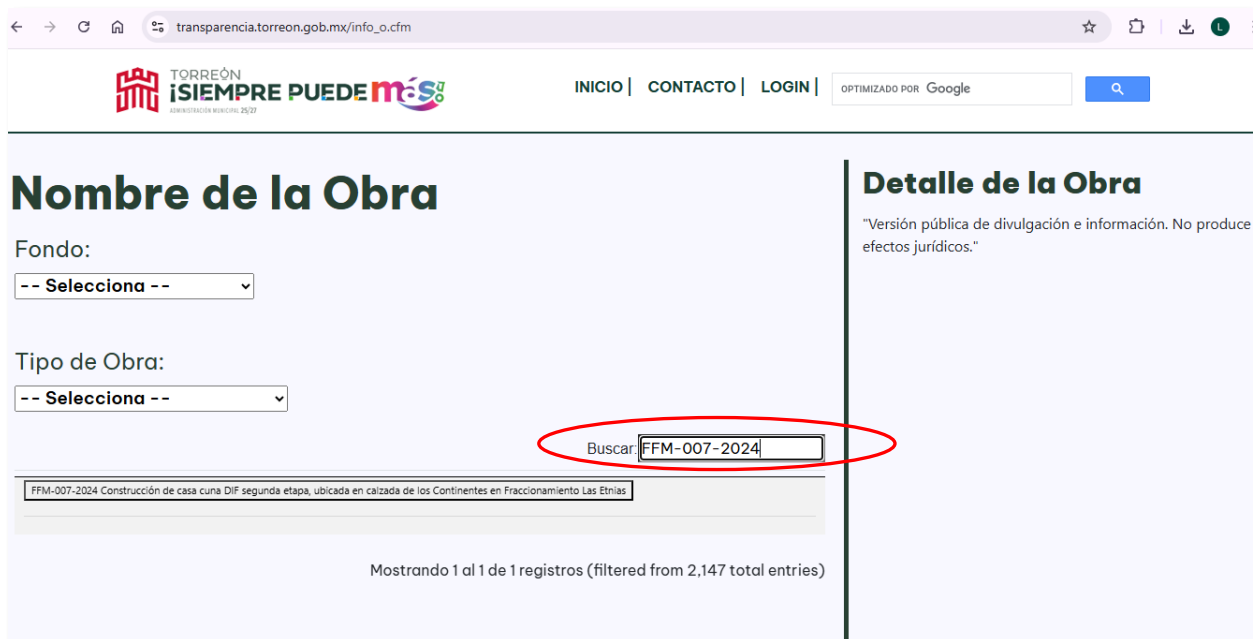 transparencia.torreon.gob.mx/info_o.cfm
L
TORREÓN
¡SIEMPRE PUEDE más!
ADMINISTRACIÓN MUNICIPAL 25/27
INICIO | CONTACTO | LOGIN |
OPTIMIZADO POR Google
Nombre de la Obra
Fondo:
-- Selecciona --
Tipo de Obra:
-- Selecciona --
Buscar: FFM-007-2024
FFM-007-2024 Construcción de casa cuna DIF segunda etapa, ubicada en calzada de los Continentes en Fraccionamiento Las Etnias
Mostrando 1 al 1 de 1 registros (filtered from 2,147 total entries)
Detalle de la Obra
"Versión pública de divulgación e información. No produce
efectos jurídicos."